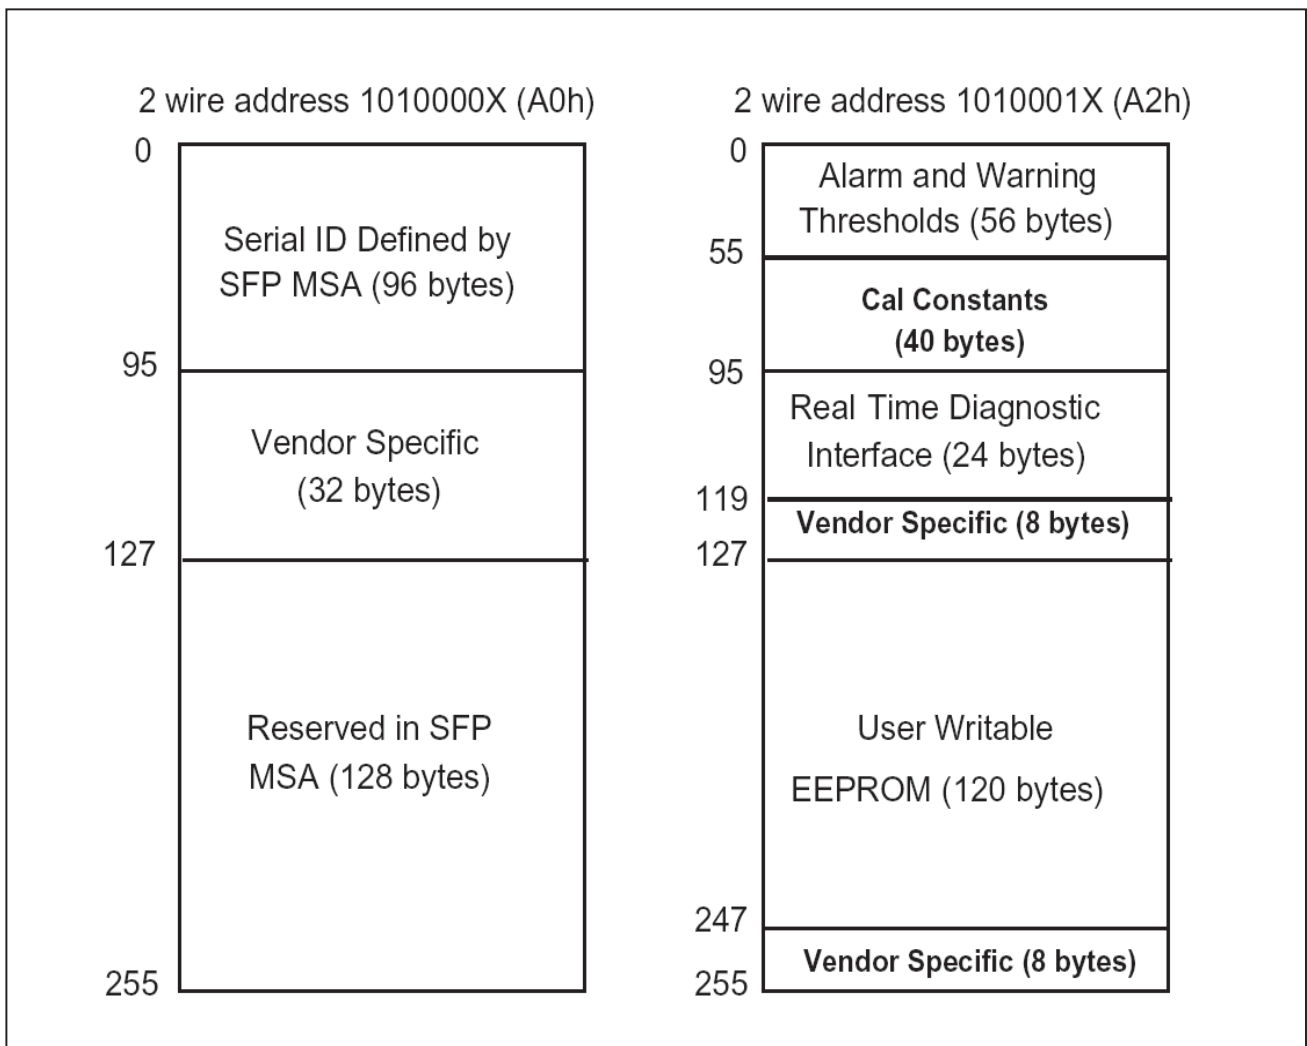 2 wire address 1010000X (A0h)
0
Serial ID Defined by
SFP MSA (96 bytes)
95
Vendor Specific
(32 bytes)
127
Reserved in SFP
MSA (128 bytes)
255
2 wire address 1010001X (A2h)
0
Alarm and Warning
Thresholds (56 bytes)
55
Cal Constants
(40 bytes)
95
Real Time Diagnostic
Interface (24 bytes)
119
Vendor Specific (8 bytes)
127
User Writable
EEPROM (120 bytes)
247
Vendor Specific (8 bytes)
255